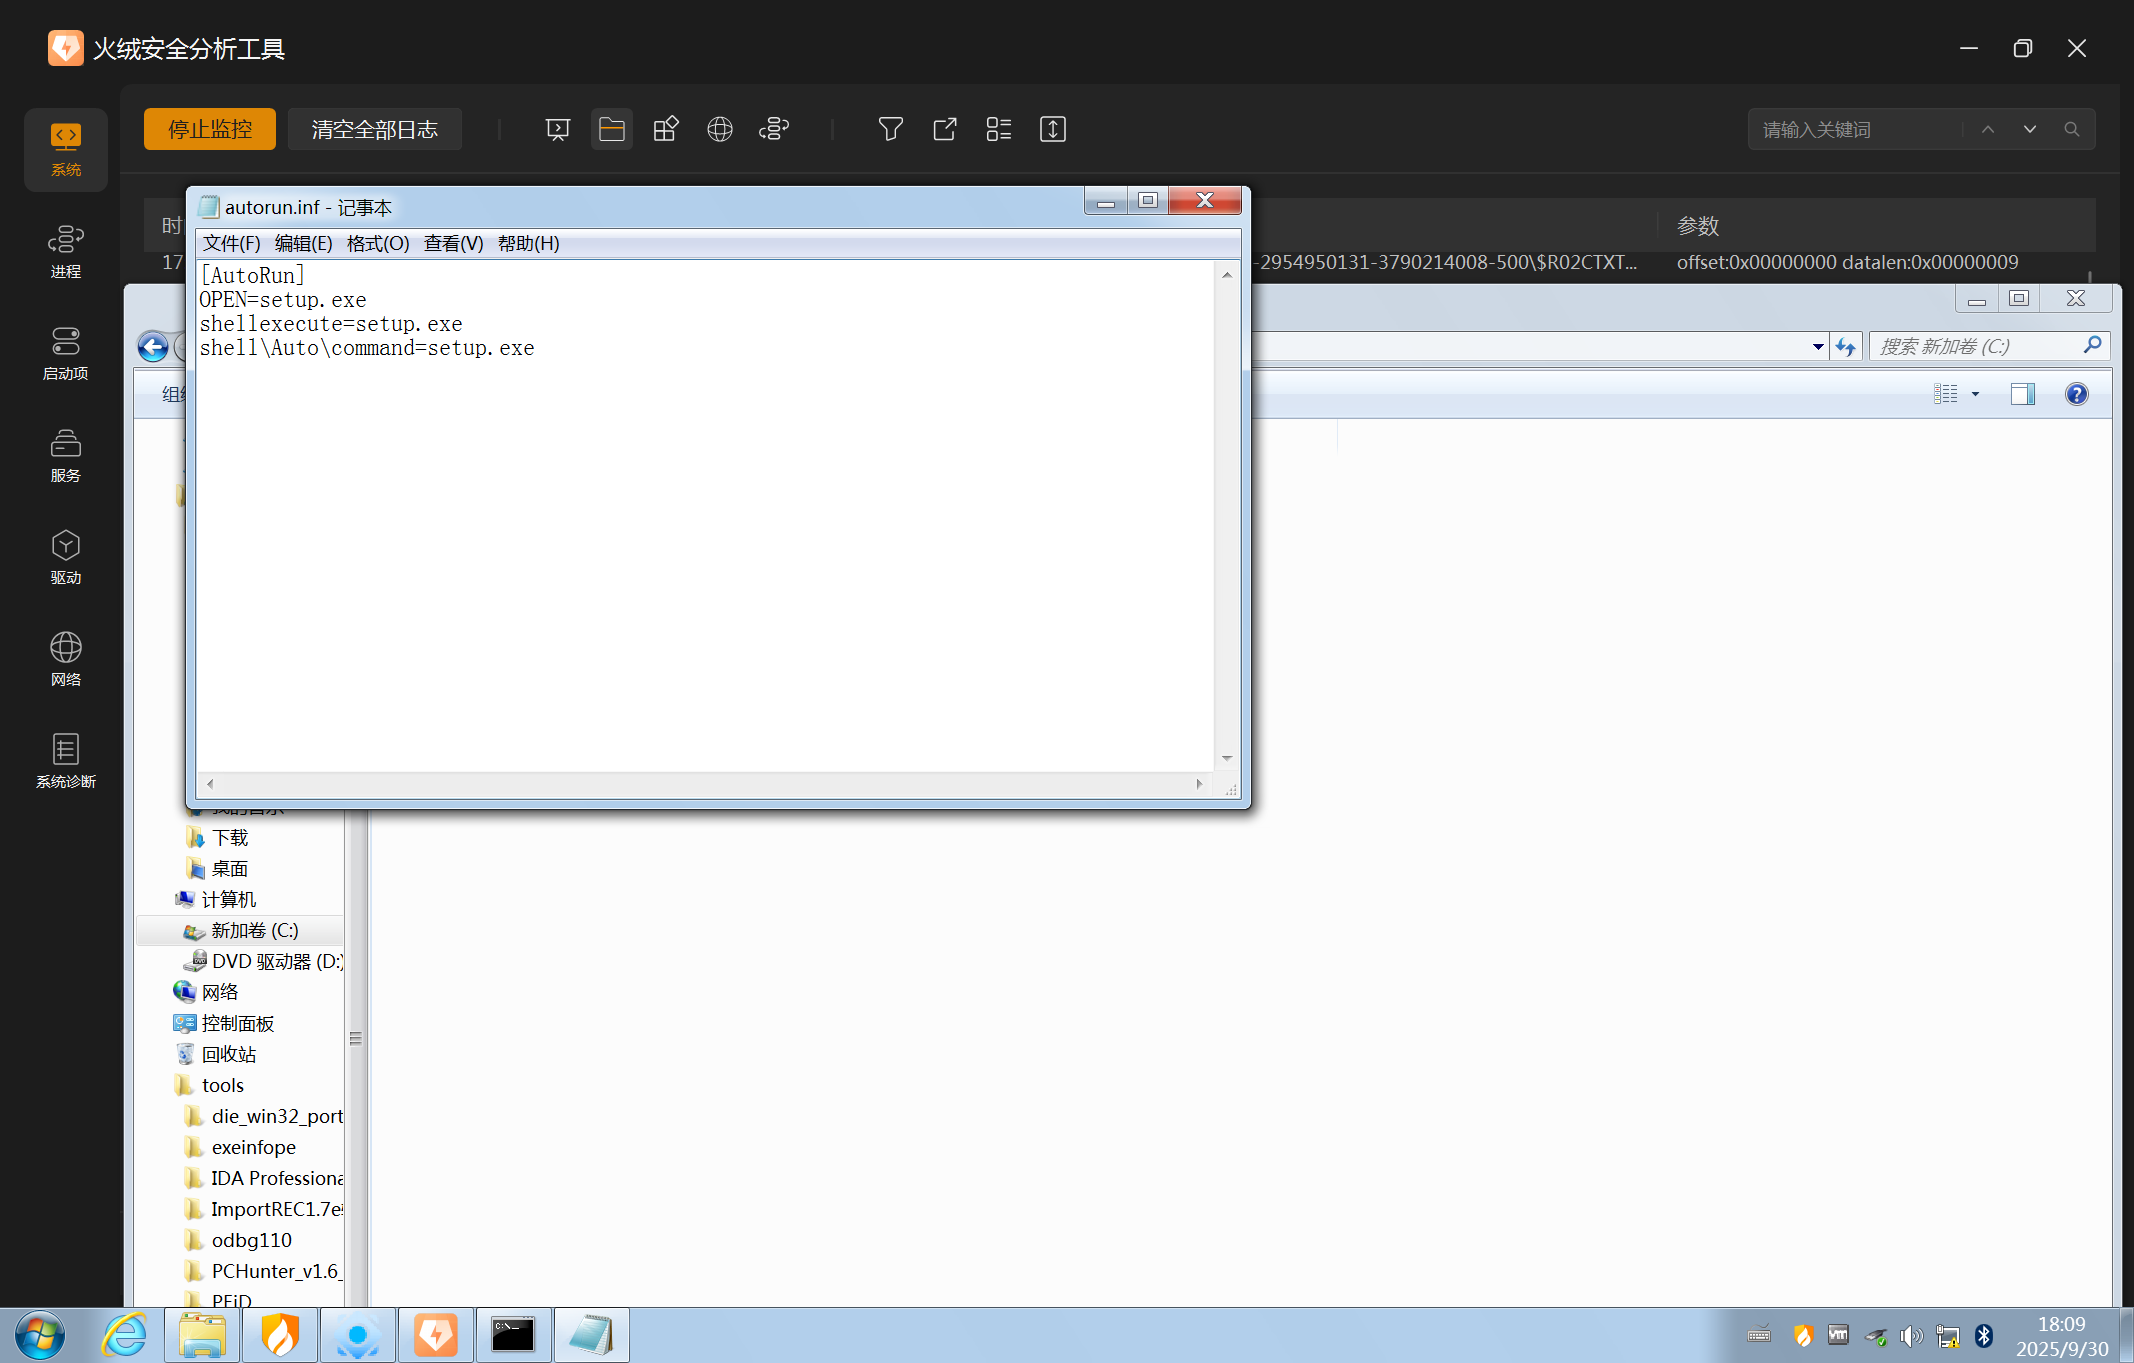 火绒安全分析工具
停止监控
清空全部日志
请输入关键词
系统
进程
启动项
服务
驱动
网络
系统诊断
参数
17
-2954950131-3790214008-500\$R02CTXT...
offset:0x00000000 datalen:0x00000009
autorun.inf - 记事本
文件(F) 编辑(E) 格式(O) 查看(V) 帮助(H)
[AutoRun]
OPEN=setup.exe
shellexecute=setup.exe
shell\Auto\command=setup.exe
搜索 新加卷 (C:)
下载
桌面
计算机
新加卷 (C:)
DVD 驱动器 (D:)
网络
控制面板
回收站
tools
die_win32_port
exeinfope
IDA Professiona
ImportREC1.7e
odbg110
PCHunter_v1.6_
PEiD
18:09
2025/9/30